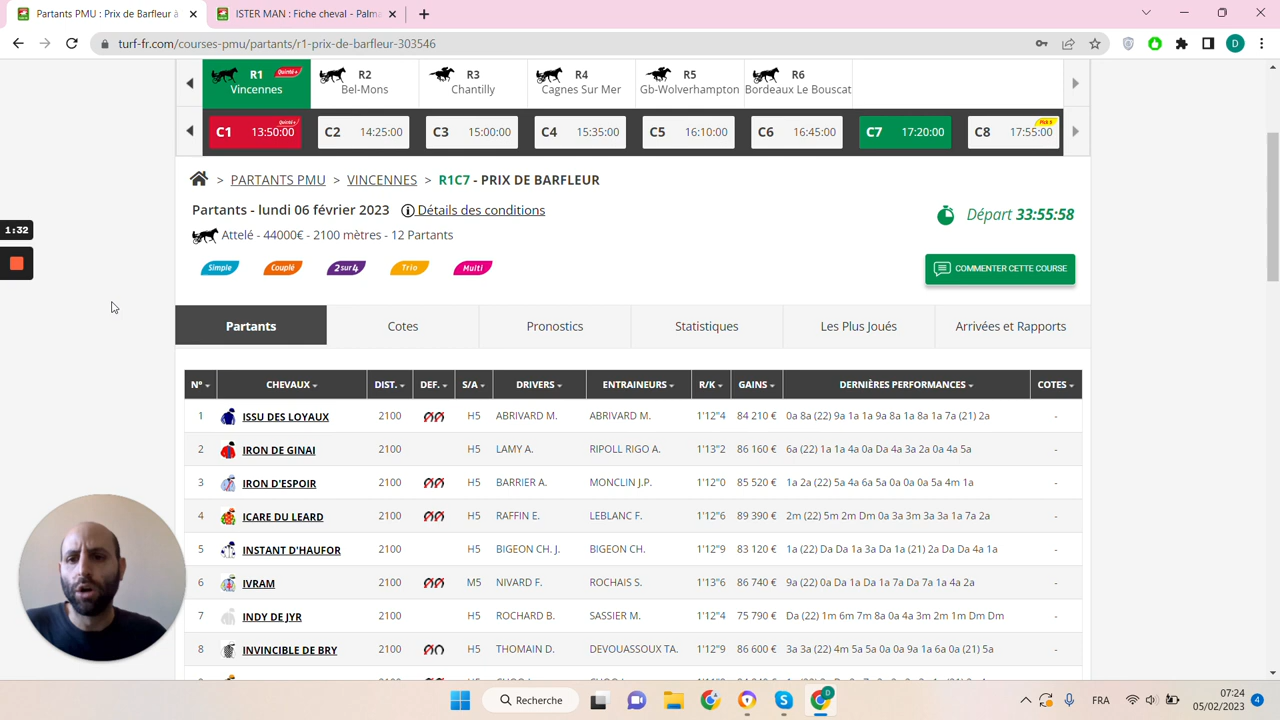 Partants PMU : Prix de Barfleur à
ISTER MAN : Fiche cheval - Palma
turf-fr.com/courses-pmu/partants/r1-prix-de-barfleur-303546
R1 Quinté+ R2 R3 R4 R5 R6
Vincennes Bel-Mons Chantilly Cagnes Sur Mer Gb-Wolverhampton Bordeaux Le Bouscat
C1 13:50:00 Quinté+ C2 14:25:00 C3 15:00:00 C4 15:35:00 C5 16:10:00 C6 16:45:00 C7 17:20:00 C8 17:55:00 Pick 5
> PARTANTS PMU > VINCENNES > R1C7 - PRIX DE BARFLEUR
Partants - lundi 06 février 2023 Détails des conditions
Départ 33:55:58
Attelé - 44000€ - 2100 mètres - 12 Partants
Simple Couplé 2sur4 Trio Multi
COMMENTER CETTE COURSE
Partants Cotes Pronostics Statistiques Les Plus Joués Arrivées et Rapports
N° CHEVAUX DIST. DEF. S/A DRIVERS ENTRAINEURS R/K GAINS DERNIÈRES PERFORMANCES COTES
1 ISSU DES LOYAUX 2100 H5 ABRIVARD M. ABRIVARD M. 1'12"4 84 210 € 0a 8a (22) 9a 1a 1a 9a 8a 1a 8a 1a 7a (21) 2a -
2 IRON DE GINAI 2100 H5 LAMY A. RIPOLL RIGO A. 1'13"2 86 160 € 6a (22) 1a 1a 4a 0a Da 4a 3a 2a 0a 4a 5a -
3 IRON D'ESPOIR 2100 H5 BARRIER A. MONCLIN J.P. 1'12"0 85 520 € 1a 2a (22) 5a 4a 6a 5a 0a 0a 0a 5a 4m 1a -
4 ICARE DU LEARD 2100 H5 RAFFIN E. LEBLANC F. 1'12"6 89 390 € 2m (22) 5m 2m Dm 0a 3a 3m 3a 3a 1a 7a 2a -
5 INSTANT D'HAUFOR 2100 H5 BIGEON CH. J. BIGEON CH. 1'12"9 83 120 € 1a (22) Da Da 1a 3a Da 1a (21) 2a Da Da 4a 1a -
6 IVRAM 2100 M5 NIVARD F. ROCHAIS S. 1'13"6 86 740 € 9a (22) 0a Da 1a Da 1a 7a Da 7a 1a 4a 2a -
7 INDY DE JYR 2100 H5 ROCHARD B. SASSIER M. 1'12"4 75 790 € Da (22) 1m 6m 7m 8a 0a 4a 3m 2m 1m Dm Dm -
8 INVINCIBLE DE BRY 2100 H5 THOMAIN D. DEVOUASSOUX TA. 1'12"9 86 600 € 3a 3a (22) 4m 5a 5a 0a 0a 9a 1a 6a 0a (21) 5a -
1:32
Recherche
FRA
07:24
05/02/2023
4
D